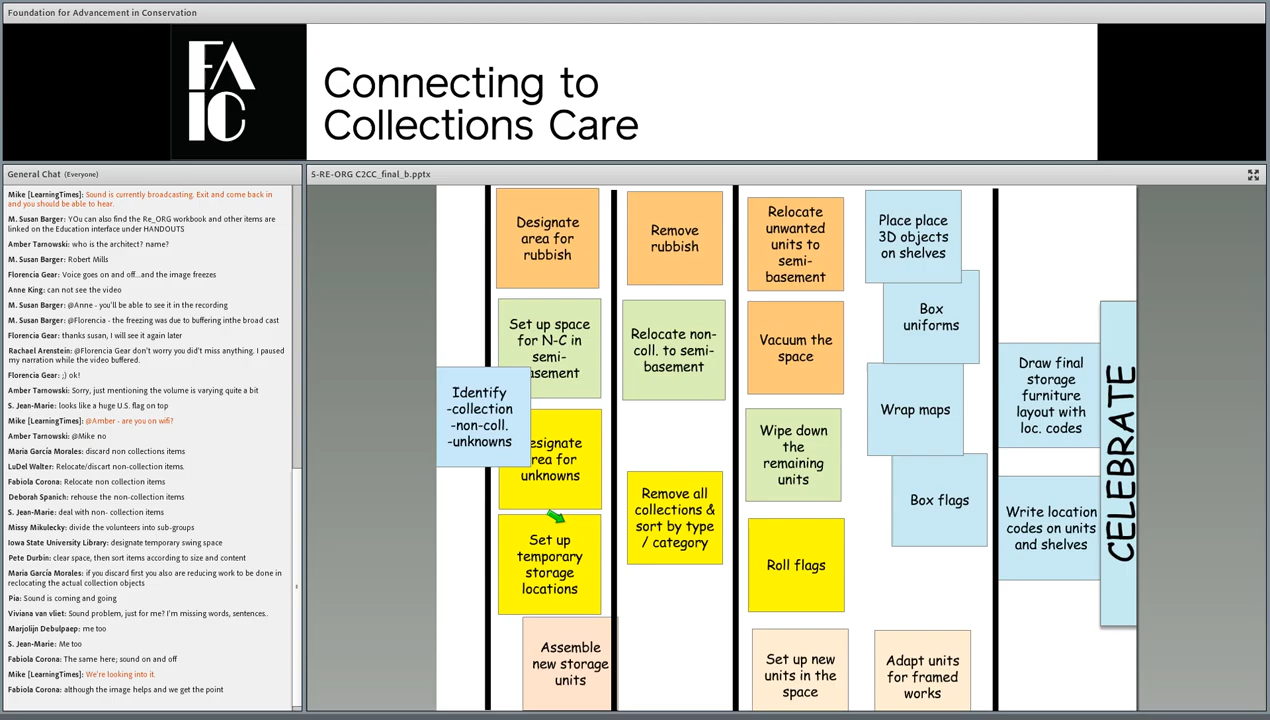 Foundation for Advancement in Conservation
FA
IC
Connecting to
Collections Care
General Chat (Everyone)
Mike [LearningTimes]: Sound is currently broadcasting. Exit and come back in
and you should be able to hear.
M. Susan Barger: YOu can also find the Re_ORG workbook and other items are
linked on the Education interface under HANDOUTS
Amber Tarnowski: who is the architect? name?
M. Susan Barger: Robert Mills
Florencia Gear: Voice goes on and off...and the image freezes
Anne King: can not see the video
M. Susan Barger: @Anne - you'll be able to see it in the recording
M. Susan Barger: @Florencia - the freezing was due to buffering inthe broad cast
Florencia Gear: thanks susan, I will see it again later
Rachael Arenstein: @Florencia Gear don't worry you did't miss anything. I paused
my narration while the video buffered.
Florencia Gear: ;) ok!
Amber Tarnowski: Sorry, just mentioning the volume is varying quite a bit
S. Jean-Marie: looks like a huge U.S. flag on top
Mike [LearningTimes]: @Amber - are you on wifi?
Amber Tarnowski: @Mike no
Maria García Morales: discard non collections items
LuDel Walter: Relocate/discart non-collection items.
Fabiola Corona: Relocate non collection items
Deborah Spanich: rehouse the non-collection items
S. Jean-Marie: deal with non- collection items
Missy Mikulecky: divide the volunteers into sub-groups
Iowa State University Library: designate temporary swing space
Pete Durbin: clear space, then sort items according to size and content
Maria García Morales: if you discard first you also are reducing work to be done in
reclocating the actual collection objects
Pia: Sound is coming and going
Viviana van vliet: Sound problem, just for me? I'm missing words, sentences..
Marjolijn Debulpaep: me too
S. Jean-Marie: Me too
Fabiola Corona: The same here; sound on and off
Mike [LearningTimes]: We're looking into it.
Fabiola Corona: although the image helps and we get the point
5-RE-ORG C2CC_final_b.pptx
Identify
-collection
-non-coll.
-unknowns
Designate
area for
rubbish
Set up space
for N-C in
semi-
asement
esignate
area for
unknowns
Set up
temporary
storage
locations
Assemble
new storage
units
Remove
rubbish
Relocate non-
coll. to semi-
basement
Remove all
collections &
sort by type
/ category
Relocate
unwanted
units to
semi-
basement
Vacuum the
space
Wipe down
the
remaining
units
Roll flags
Set up new
units in the
space
Place place
3D objects
on shelves
Box
uniforms
Wrap maps
Box flags
Adapt units
for framed
works
Draw final
storage
furniture
layout with
loc. codes
Write location
codes on units
and shelves
CELEBRATE